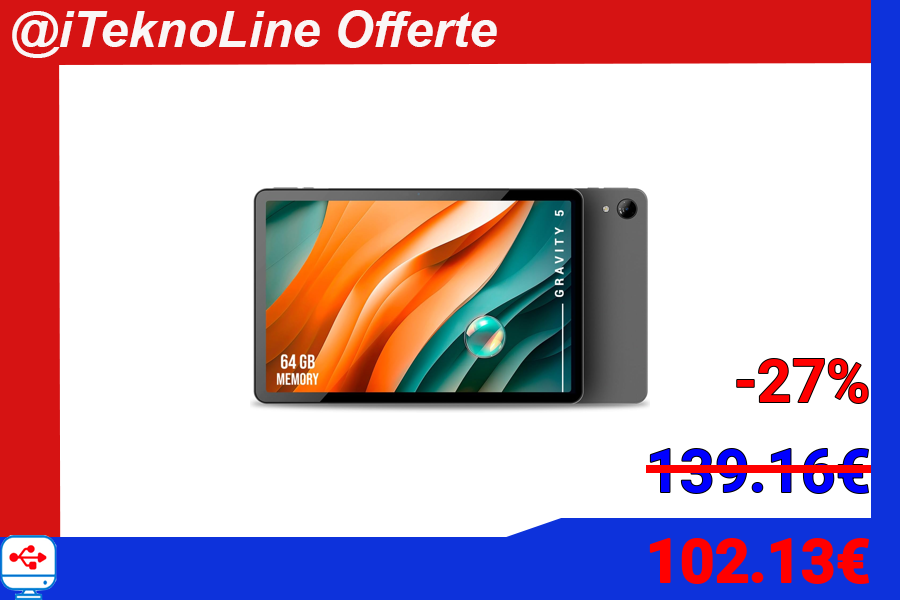 @iTeknoLine Offerte
GRAVITY 5
64 GB
MEMORY
-27%
139.16€
102.13€